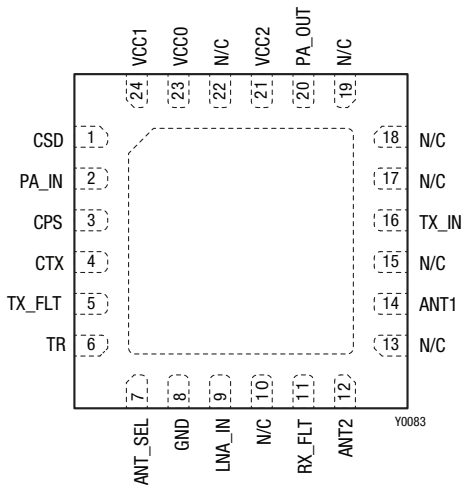 VCC1
VCC0
N/C
VCC2
PA_OUT
N/C
24
23
22
21
20
19
CSD 1
PA_IN 2
CPS 3
CTX 4
TX_FLT 5
TR 6
18 N/C
17 N/C
16 TX_IN
15 N/C
14 ANT1
13 N/C
7
8
9
10
11
12
ANT_SEL
GND
LNA_IN
N/C
RX_FLT
ANT2
Y0083